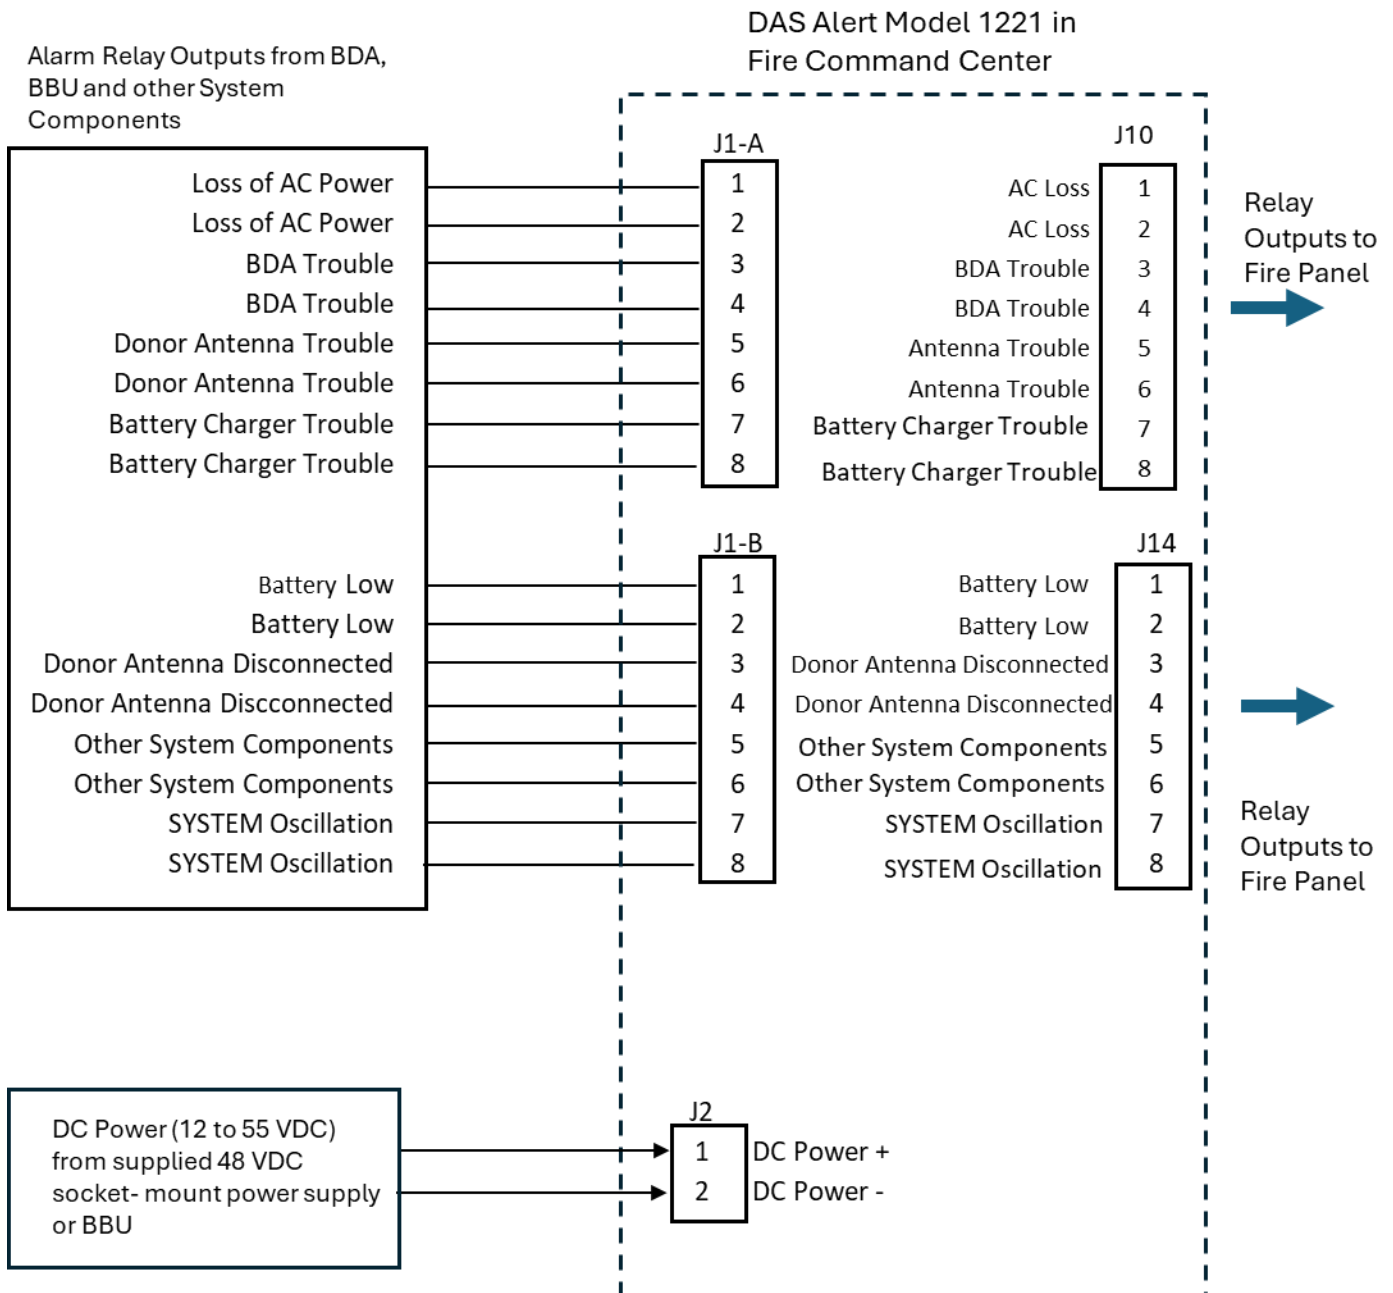 DAS Alert Model 1221 in
Fire Command Center
Alarm Relay Outputs from BDA,
BBU and other System
Components
Loss of AC Power
Loss of AC Power
BDA Trouble
BDA Trouble
Donor Antenna Trouble
Donor Antenna Trouble
Battery Charger Trouble
Battery Charger Trouble
Battery Low
Battery Low
Donor Antenna Disconnected
Donor Antenna Discconnected
Other System Components
Other System Components
SYSTEM Oscillation
SYSTEM Oscillation
J1-A
1
2
3
4
5
6
7
8
J1-B
1
2
3
4
5
6
7
8
J10
AC Loss 1
AC Loss 2
BDA Trouble 3
BDA Trouble 4
Antenna Trouble 5
Antenna Trouble 6
Battery Charger Trouble 7
Battery Charger Trouble 8
J14
Battery Low 1
Battery Low 2
Donor Antenna Disconnected 3
Donor Antenna Disconnected 4
Other System Components 5
Other System Components 6
SYSTEM Oscillation 7
SYSTEM Oscillation 8
Relay
Outputs to
Fire Panel
Relay
Outputs to
Fire Panel
DC Power (12 to 55 VDC)
from supplied 48 VDC
socket- mount power supply
or BBU
J2
1 DC Power +
2 DC Power -